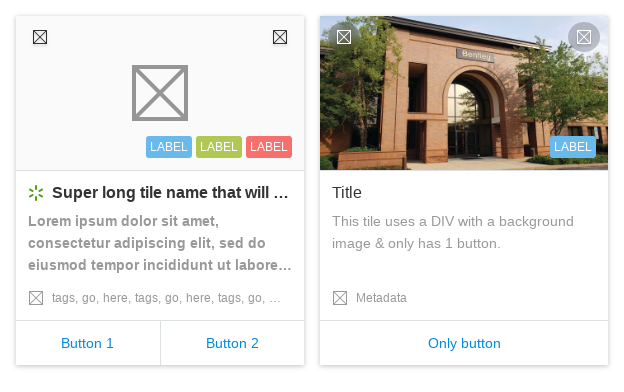 LABEL LABEL LABEL
Super long tile name that will ...
Lorem ipsum dolor sit amet,
consectetur adipiscing elit, sed do
eiusmod tempor incididunt ut labore...
tags, go, here, tags, go, here, tags, go, ...
Button 1 Button 2
Bentley
LABEL
Title
This tile uses a DIV with a background
image & only has 1 button.
Metadata
Only button